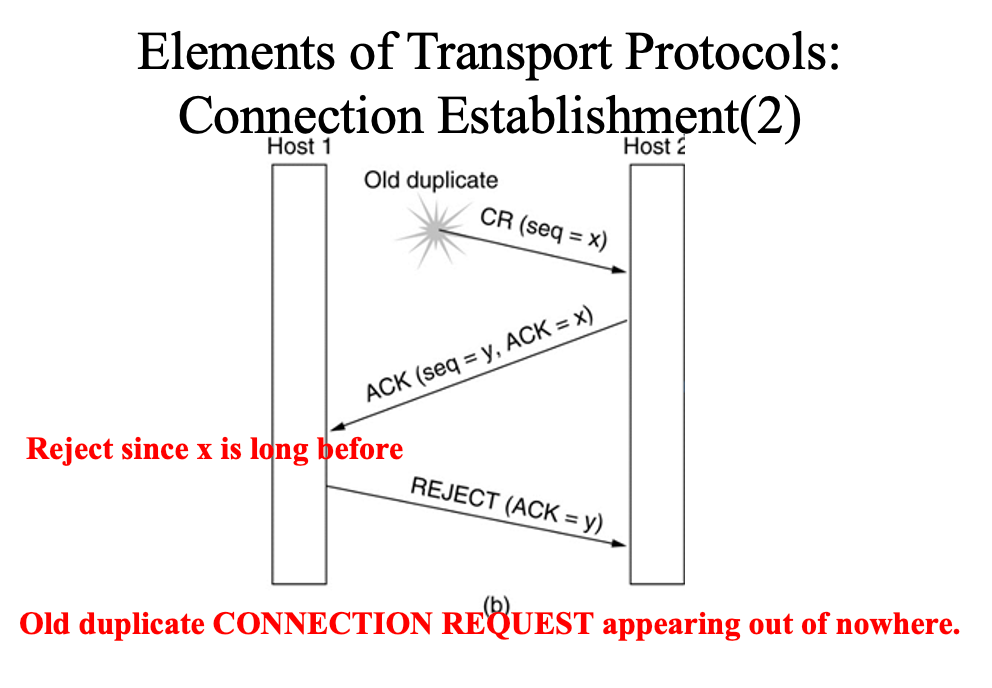 Elements of Transport Protocols:
Connection Establishment(2)
Host 1
Host 2
Old duplicate
CR (seq = x)
ACK (seq = y, ACK = x)
Reject since x is long before
REJECT (ACK = y)
(b)
Old duplicate CONNECTION REQUEST appearing out of nowhere.